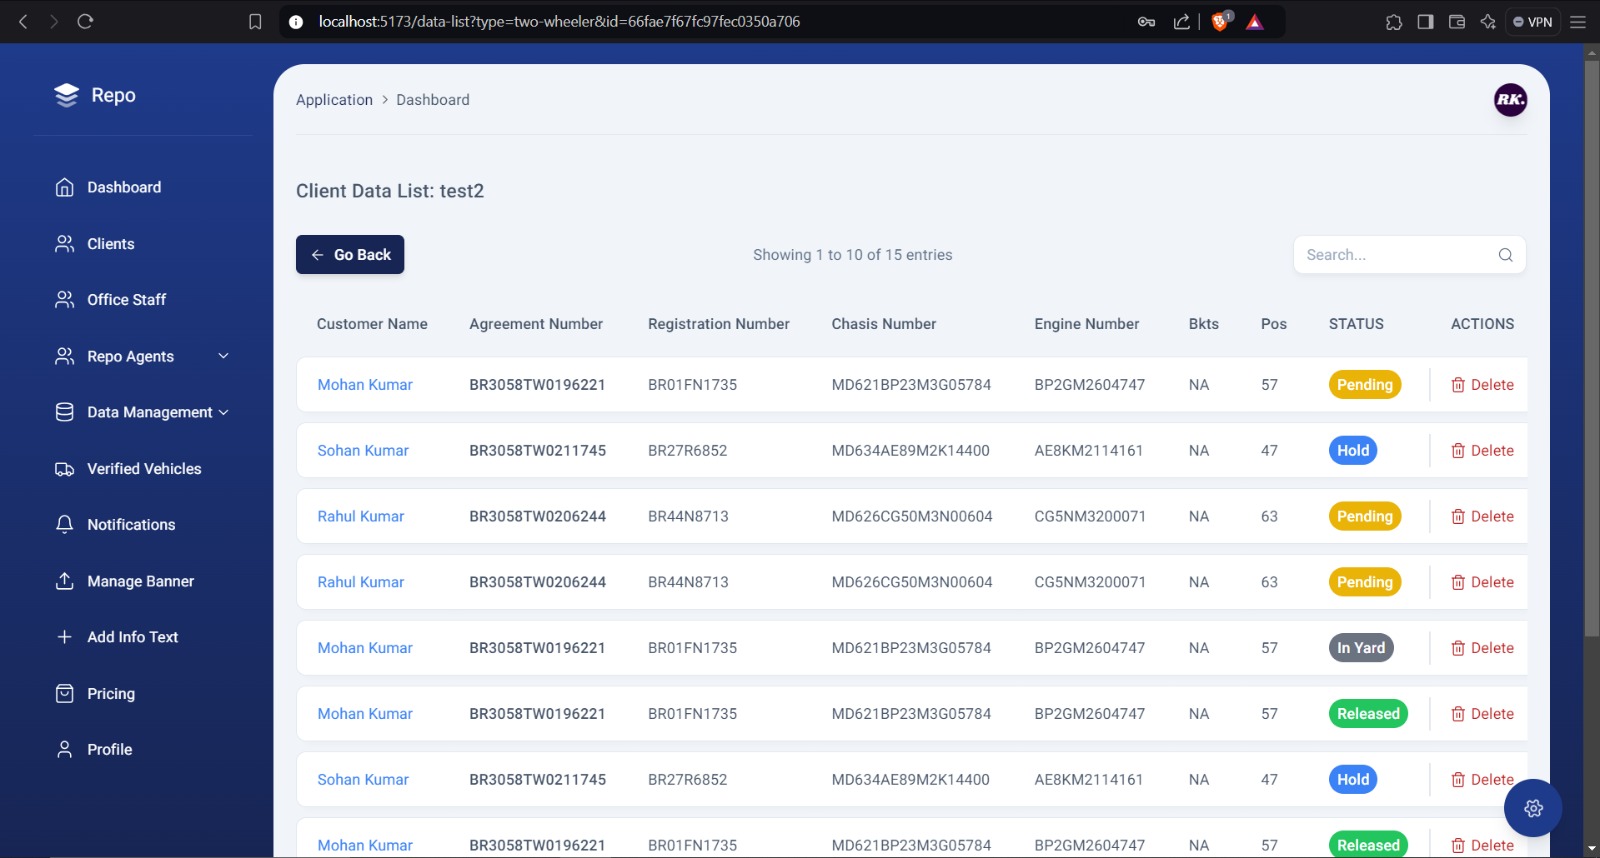 localhost:5173/data-list?type=two-wheeler&id=66fae7f67fc97fec0350a706
1
VPN
Repo
Dashboard
Clients
Office Staff
Repo Agents
Data Management
Verified Vehicles
Notifications
Manage Banner
Add Info Text
Pricing
Profile
Application > Dashboard
RK.
Client Data List: test2
Go Back
Showing 1 to 10 of 15 entries
Search...
Customer Name Agreement Number Registration Number Chasis Number Engine Number Bkts Pos STATUS ACTIONS
Mohan Kumar BR3058TW0196221 BR01FN1735 MD621BP23M3G05784 BP2GM2604747 NA 57 Pending Delete
Sohan Kumar BR3058TW0211745 BR27R6852 MD634AE89M2K14400 AE8KM2114161 NA 47 Hold Delete
Rahul Kumar BR3058TW0206244 BR44N8713 MD626CG50M3N00604 CG5NM3200071 NA 63 Pending Delete
Rahul Kumar BR3058TW0206244 BR44N8713 MD626CG50M3N00604 CG5NM3200071 NA 63 Pending Delete
Mohan Kumar BR3058TW0196221 BR01FN1735 MD621BP23M3G05784 BP2GM2604747 NA 57 In Yard Delete
Mohan Kumar BR3058TW0196221 BR01FN1735 MD621BP23M3G05784 BP2GM2604747 NA 57 Released Delete
Sohan Kumar BR3058TW0211745 BR27R6852 MD634AE89M2K14400 AE8KM2114161 NA 47 Hold Delete
Mohan Kumar BR3058TW0196221 BR01FN1735 MD621BP23M3G05784 BP2GM2604747 NA 57 Released Delete